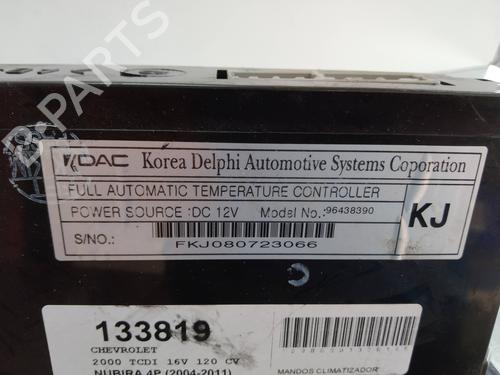 KDAC Korea Delphi Automotive Systems Coporation
FULL AUTOMATIC TEMPERATURE CONTROLLER
POWER SOURCE :DC 12V Model No.:96438390
KJ
S/NO.:
FKJ080723066
133819
CHEVROLET
2000 TCDI 16V 120 CV
NUBIRA 4P (2004-2011)
MANDOS CLIMATIZADOR
B-PARTS